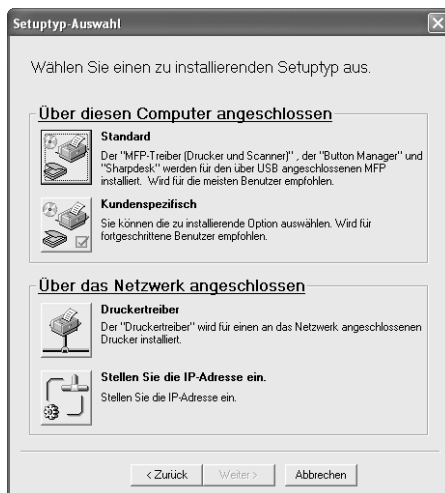 Setuptyp-Auswahl
Wählen Sie einen zu installierenden Setuptyp aus.
Über diesen Computer angeschlossen
Standard
Der "MFP-Treiber (Drucker und Scanner)" , der "Button Manager" und
"Sharpdesk" werden für den über USB angeschlossenen MFP
installiert. Wird für die meisten Benutzer empfohlen.
Kundenspezifisch
Sie können die zu installierende Option auswählen. Wird für
fortgeschrittene Benutzer empfohlen.
Über das Netzwerk angeschlossen
Druckertreiber
Der "Druckertreiber" wird für einen an das Netzwerk angeschlossenen
Drucker installiert.
Stellen Sie die IP-Adresse ein.
Stellen Sie die IP-Adresse ein.
< Zurück
Weiter >
Abbrechen